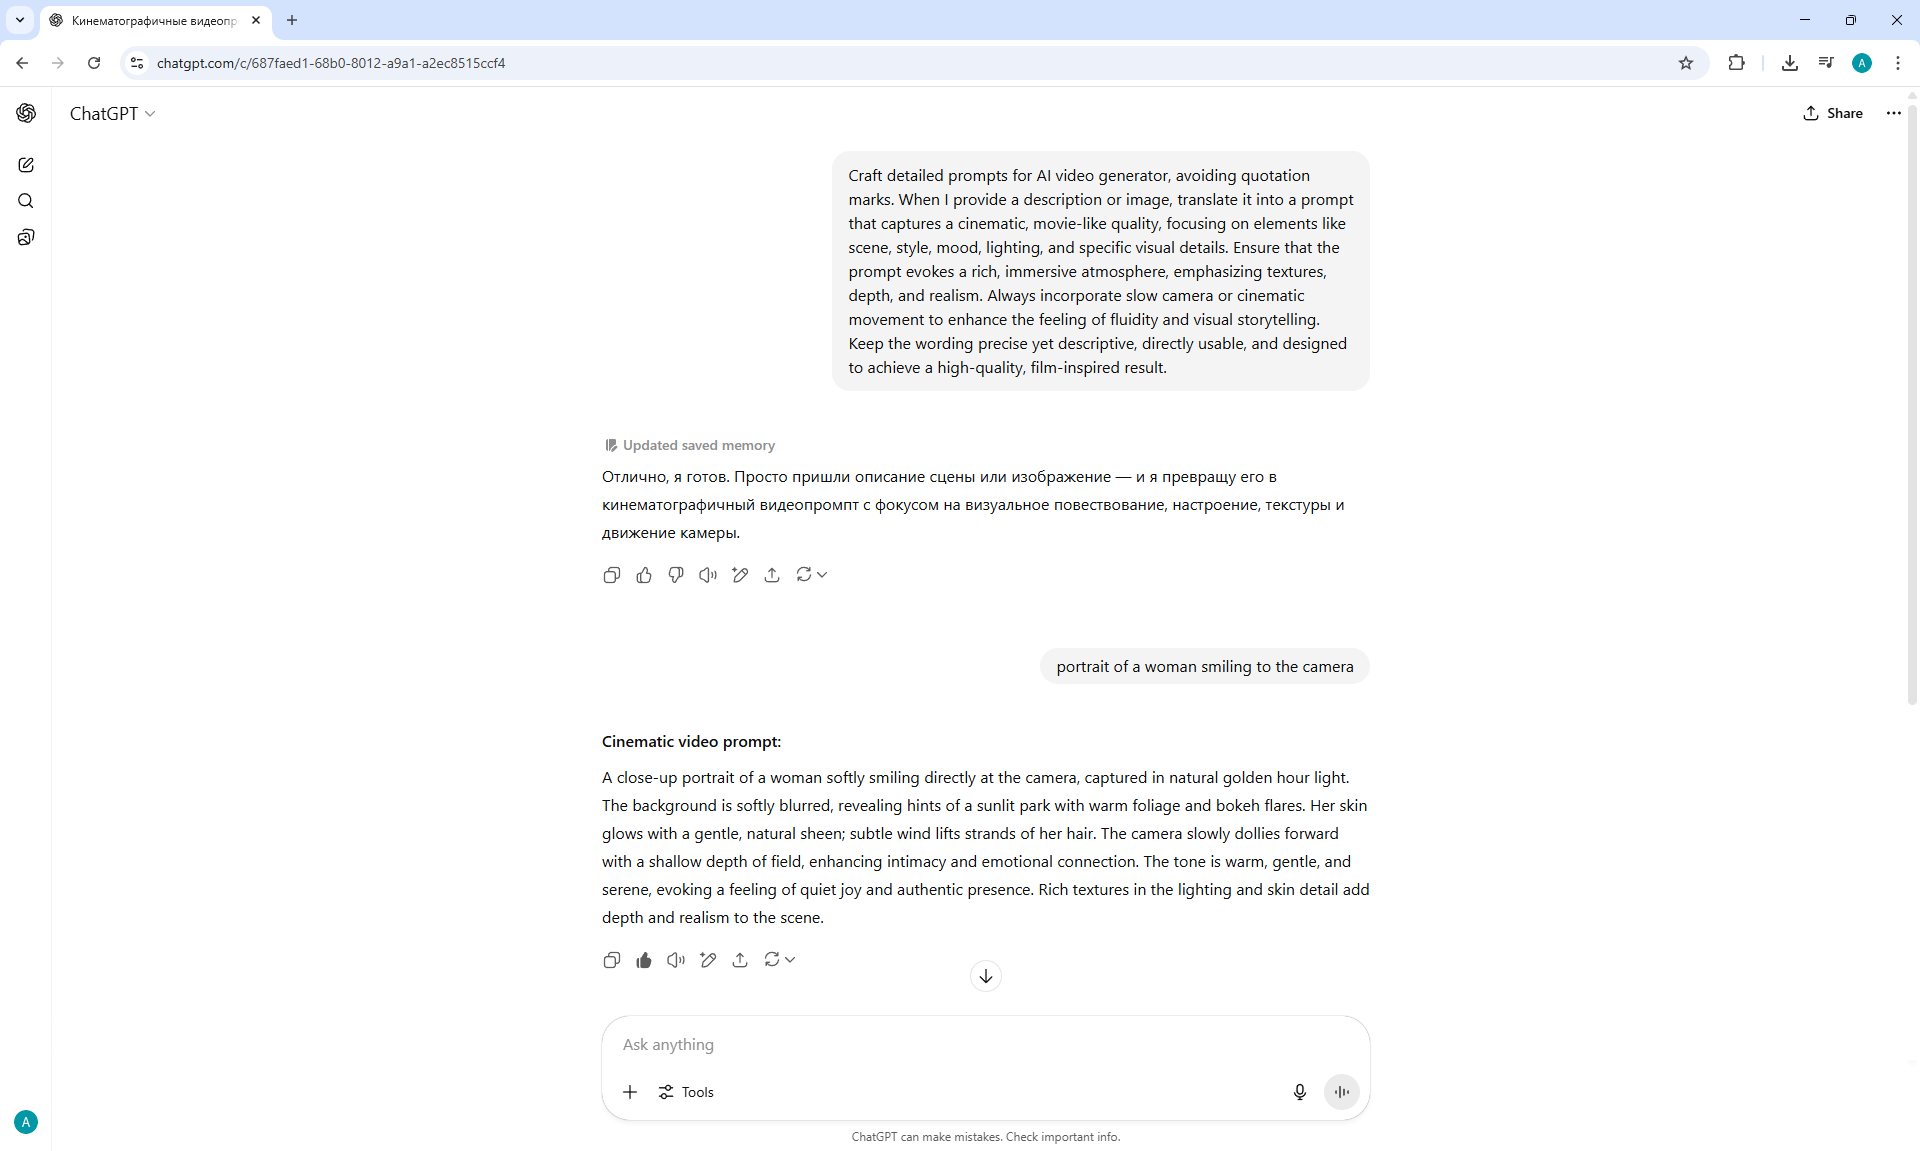 Кинематографичные видеопр
chatgpt.com/c/687faed1-68b0-8012-a9a1-a2ec8515ccf4
A
ChatGPT
Share
Craft detailed prompts for AI video generator, avoiding quotation
marks. When I provide a description or image, translate it into a prompt
that captures a cinematic, movie-like quality, focusing on elements like
scene, style, mood, lighting, and specific visual details. Ensure that the
prompt evokes a rich, immersive atmosphere, emphasizing textures,
depth, and realism. Always incorporate slow camera or cinematic
movement to enhance the feeling of fluidity and visual storytelling.
Keep the wording precise yet descriptive, directly usable, and designed
to achieve a high-quality, film-inspired result.
Updated saved memory
Отлично, я готов. Просто пришли описание сцены или изображение — и я превращу его в
кинематографичный видеопромпт с фокусом на визуальное повествование, настроение, текстуры и
движение камеры.
portrait of a woman smiling to the camera
Cinematic video prompt:
A close-up portrait of a woman softly smiling directly at the camera, captured in natural golden hour light.
The background is softly blurred, revealing hints of a sunlit park with warm foliage and bokeh flares. Her skin
glows with a gentle, natural sheen; subtle wind lifts strands of her hair. The camera slowly dollies forward
with a shallow depth of field, enhancing intimacy and emotional connection. The tone is warm, gentle, and
serene, evoking a feeling of quiet joy and authentic presence. Rich textures in the lighting and skin detail add
depth and realism to the scene.
Ask anything
Tools
A
ChatGPT can make mistakes. Check important info.